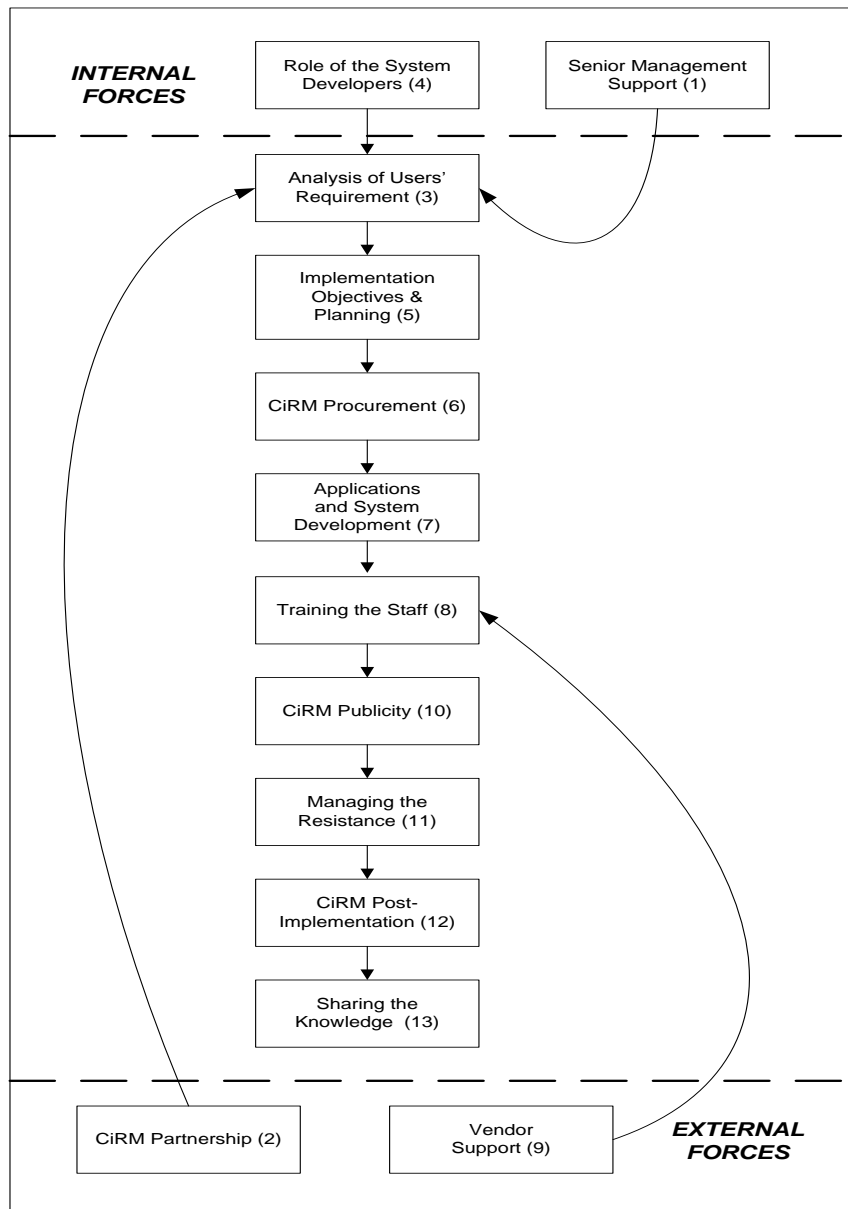 INTERNAL
FORCES
Role of the System
Developers (4)
Senior Management
Support (1)
Analysis of Users'
Requirement (3)
Implementation
Objectives &
Planning (5)
CiRM Procurement (6)
Applications
and System
Development (7)
Training the Staff (8)
CiRM Publicity (10)
Managing the
Resistance (11)
CiRM Post-
Implementation (12)
Sharing the
Knowledge (13)
CiRM Partnership (2)
Vendor
Support (9)
EXTERNAL
FORCES